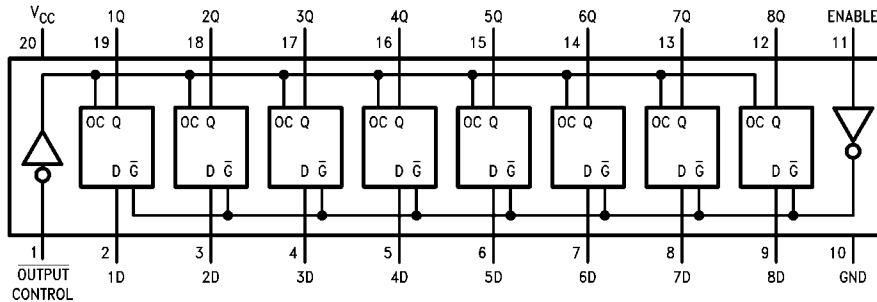 VCC 1Q 2Q 3Q 4Q 5Q 6Q 7Q 8Q ENABLE
20 19 18 17 16 15 14 13 12 11
OC Q OC Q OC Q OC Q OC Q OC Q OC Q OC Q
D G̅ D G̅ D G̅ D G̅ D G̅ D G̅ D G̅ D G̅
1 2 3 4 5 6 7 8 9 10
OUTPUT 1D 2D 3D 4D 5D 6D 7D 8D GND
CONTROL